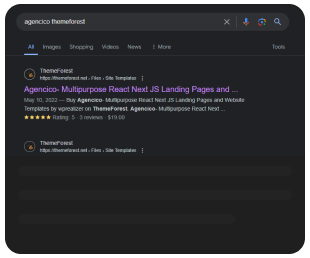 agencico themeforest
All Images Shopping Videos News More Tools
ThemeForest
https://themeforest.net › Files › Site Templates
Agencico- Multipurpose React Next JS Landing Pages and ...
May 10, 2022 — Buy Agencico- Multipurpose React Next JS Landing Pages and Website
Templates by wprealizer on ThemeForest. Agencico- Multipurpose React Next ...
★★★★★ Rating: 5 · 3 reviews · $19.00
ThemeForest
https://themeforest.net › Files › Site Templates